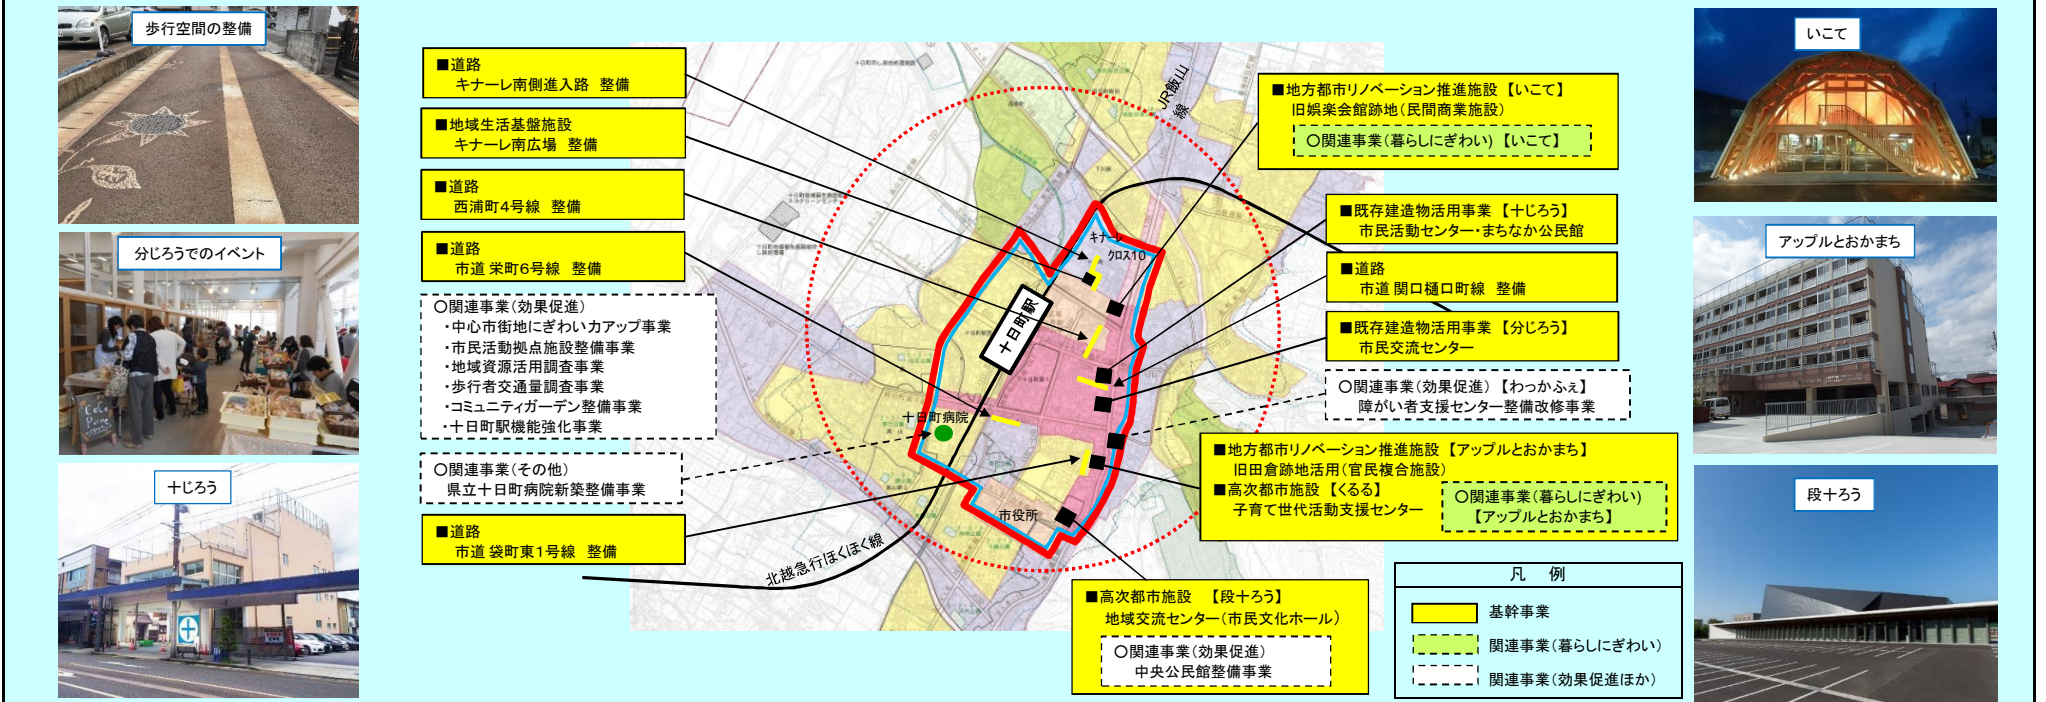 歩行空間の整備
分じろうでのイベント
十じろう
■道路
キナーレ南側進入路 整備
■地域生活基盤施設
キナーレ南広場 整備
■道路
西浦町4号線 整備
■道路
市道 栄町6号線 整備
〇関連事業(効果促進)
・中心市街地にぎわい力アップ事業
・市民活動拠点施設整備事業
・地域資源活用調査事業
・歩行者交通量調査事業
・コミュニティガーデン整備事業
・十日町駅機能強化事業
〇関連事業(その他)
県立十日町病院新築整備事業
■道路
市道 袋町東1号線 整備
JR飯山線
キナーレ
クロス10
十日町駅
十日町病院
市役所
北越急行ほくほく線
■地方都市リノベーション推進施設 【いこて】
旧娯楽会館跡地(民間商業施設)
〇関連事業(暮らしにぎわい) 【いこて】
■既存建造物活用事業 【十じろう】
市民活動センター・まちなか公民館
■道路
市道 関口樋口町線 整備
■既存建造物活用事業 【分じろう】
市民交流センター
〇関連事業(効果促進) 【わっかふぇ】
障がい者支援センター整備改修事業
■地方都市リノベーション推進施設 【アップルとおかまち】
旧田倉跡地活用(官民複合施設)
■高次都市施設 【くるる】
子育て世代活動支援センター
〇関連事業(暮らしにぎわい)
【アップルとおかまち】
■高次都市施設 【段十ろう】
地域交流センター(市民文化ホール)
〇関連事業(効果促進)
中央公民館整備事業
凡 例
基幹事業
関連事業(暮らしにぎわい)
関連事業(効果促進ほか)
いこて
アップルとおかまち
段十ろう